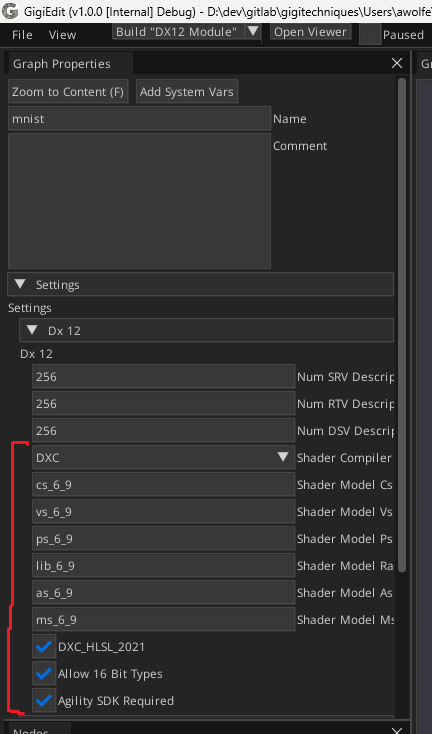 GigiEdit (v1.0.0 [Internal] Debug) - D:\dev\gitlab\gigitechniques\Users\awolfe
File View Build "DX12 Module" Open Viewer Paused
Graph Properties
Gr
Zoom to Content (F) Add System Vars
mnist Name
Comment
Settings
Settings
Dx 12
Dx 12
256 Num SRV Descrip
256 Num RTV Descrip
256 Num DSV Descrip
DXC Shader Compiler
cs_6_9 Shader Model Cs
vs_6_9 Shader Model Vs
ps_6_9 Shader Model Ps
lib_6_9 Shader Model Ra
as_6_9 Shader Model As
ms_6_9 Shader Model Ms
DXC_HLSL_2021
Allow 16 Bit Types
Agility SDK Required
Nodes